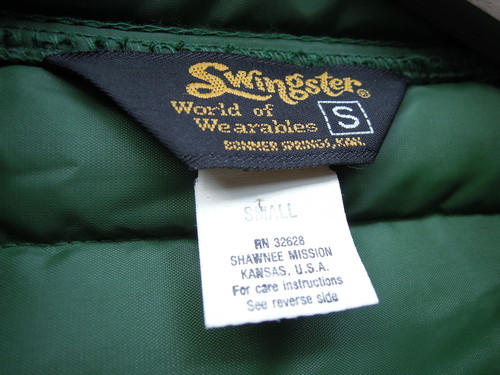 Swingster®
World of
Wearables S
BONNER SPRINGS, KAN.
SMALL
RN 32628
SHAWNEE MISSION
KANSAS, U.S.A.
For care instructions
See reverse side